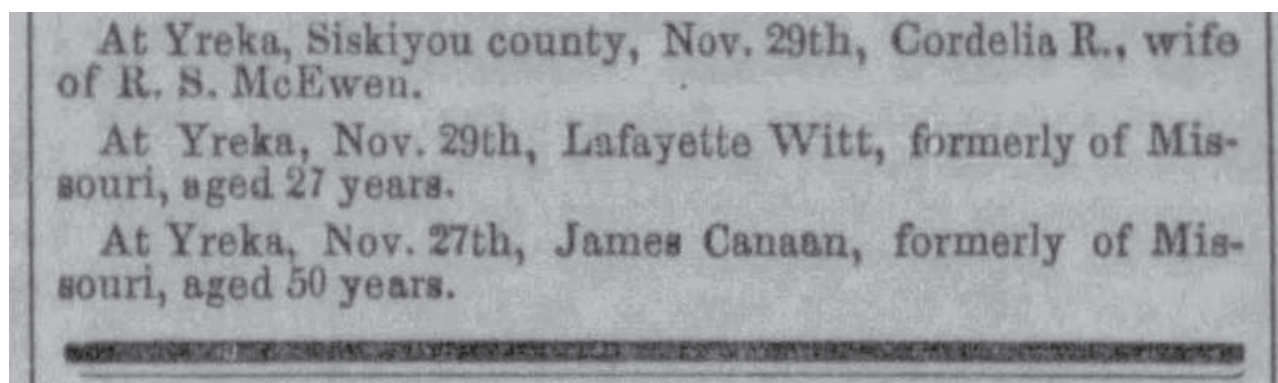 At Yreka, Siskiyou county, Nov. 29th, Cordelia R., wife
of R. S. McEwen.
At Yreka, Nov. 29th, Lafayette Witt, formerly of Mis-
souri, aged 27 years.
At Yreka, Nov. 27th, James Canaan, formerly of Mis-
souri, aged 50 years.